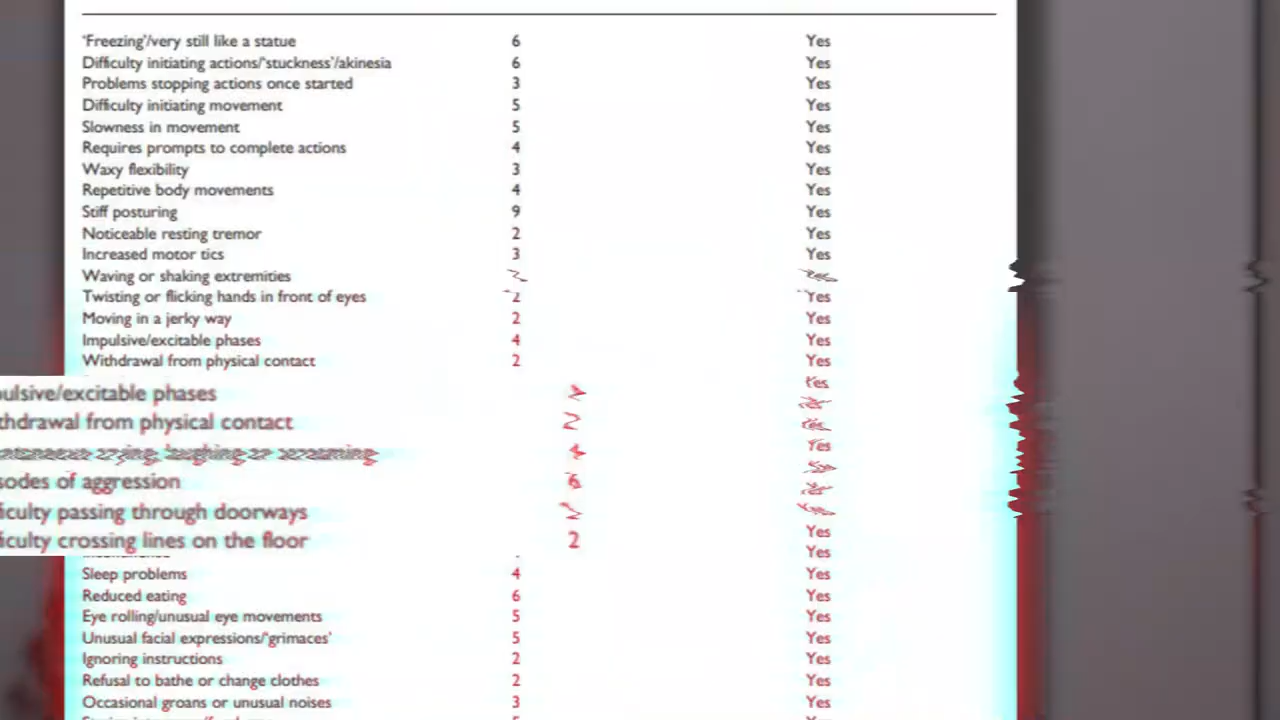 ‘Freezing’/very still like a statue 6 Yes
Difficulty initiating actions/‘stuckness’/akinesia 6 Yes
Problems stopping actions once started 3 Yes
Difficulty initiating movement 5 Yes
Slowness in movement 5 Yes
Requires prompts to complete actions 4 Yes
Waxy flexibility 3 Yes
Repetitive body movements 4 Yes
Stiff posturing 9 Yes
Noticeable resting tremor 2 Yes
Increased motor tics 3 Yes
Waving or shaking extremities Yes
Twisting or flicking hands in front of eyes 2 Yes
Moving in a jerky way 2 Yes
Impulsive/excitable phases 4 Yes
Withdrawal from physical contact 2 Yes
pulsive/excitable phases Yes
thdrawal from physical contact 2 Yes
crying, laughing or screaming Yes
sodes of aggression 6
ficulty passing through doorways
ficulty crossing lines on the floor 2 Yes
Yes
Sleep problems 4 Yes
Reduced eating 6 Yes
Eye rolling/unusual eye movements 5 Yes
Unusual facial expressions/‘grimaces’ 5 Yes
Ignoring instructions 2 Yes
Refusal to bathe or change clothes 2 Yes
Occasional groans or unusual noises 3 Yes